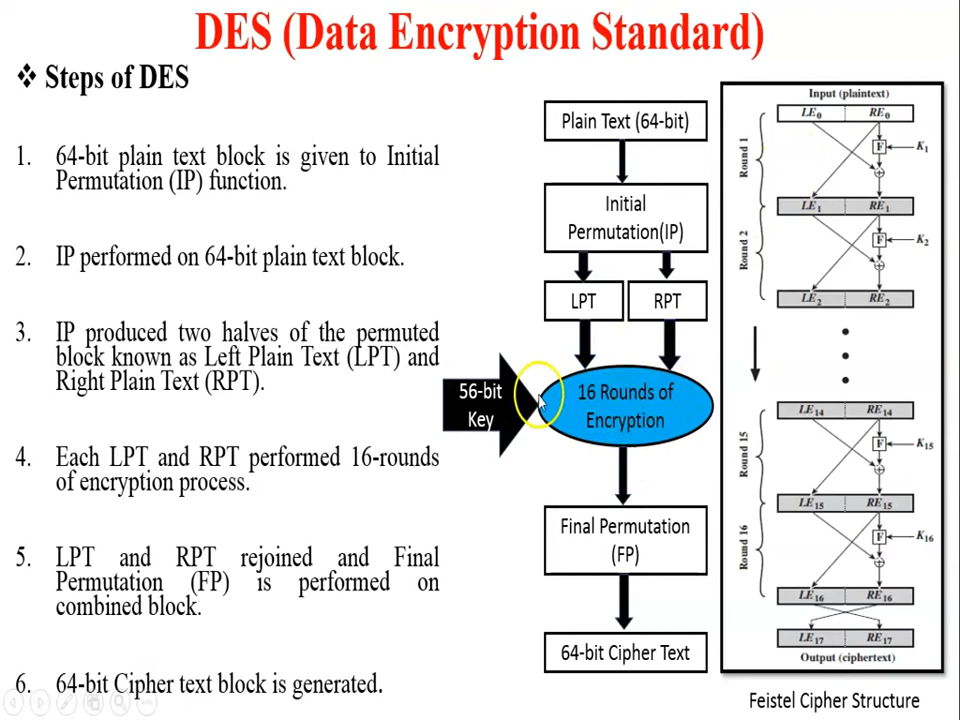 DES (Data Encryption Standard)
❖ Steps of DES
1. 64-bit plain text block is given to Initial
Permutation (IP) function.
2. IP performed on 64-bit plain text block.
3. IP produced two halves of the permuted
block known as Left Plain Text (LPT) and
Right Plain Text (RPT).
4. Each LPT and RPT performed 16-rounds
of encryption process.
5. LPT and RPT rejoined and Final
Permutation (FP) is performed on
combined block.
6. 64-bit Cipher text block is generated.
Plain Text (64-bit)
Initial
Permutation(IP)
LPT RPT
56-bit
Key
16 Rounds of
Encryption
Final Permutation
(FP)
64-bit Cipher Text
Input (plaintext)
LE0 RE0
Round 1
F K1
+
LE1 RE1
Round 2
F K2
+
LE2 RE2
LE14 RE14
Round 15
F K15
+
LE15 RE15
Round 16
F K16
+
LE16 RE16
LE17 RE17
Output (ciphertext)
Feistel Cipher Structure